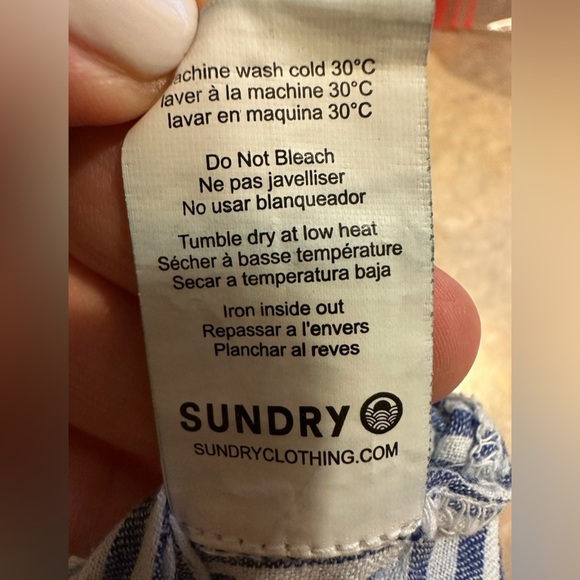 achine wash cold 30°C
laver à la machine 30°C
lavar en maquina 30°C
Do Not Bleach
Ne pas javelliser
No usar blanqueador
Tumble dry at low heat
Sécher à basse température
Secar a temperatura baja
Iron inside out
Repassar a l'envers
Planchar al reves
SUNDRY
SUNDRYCLOTHING.COM